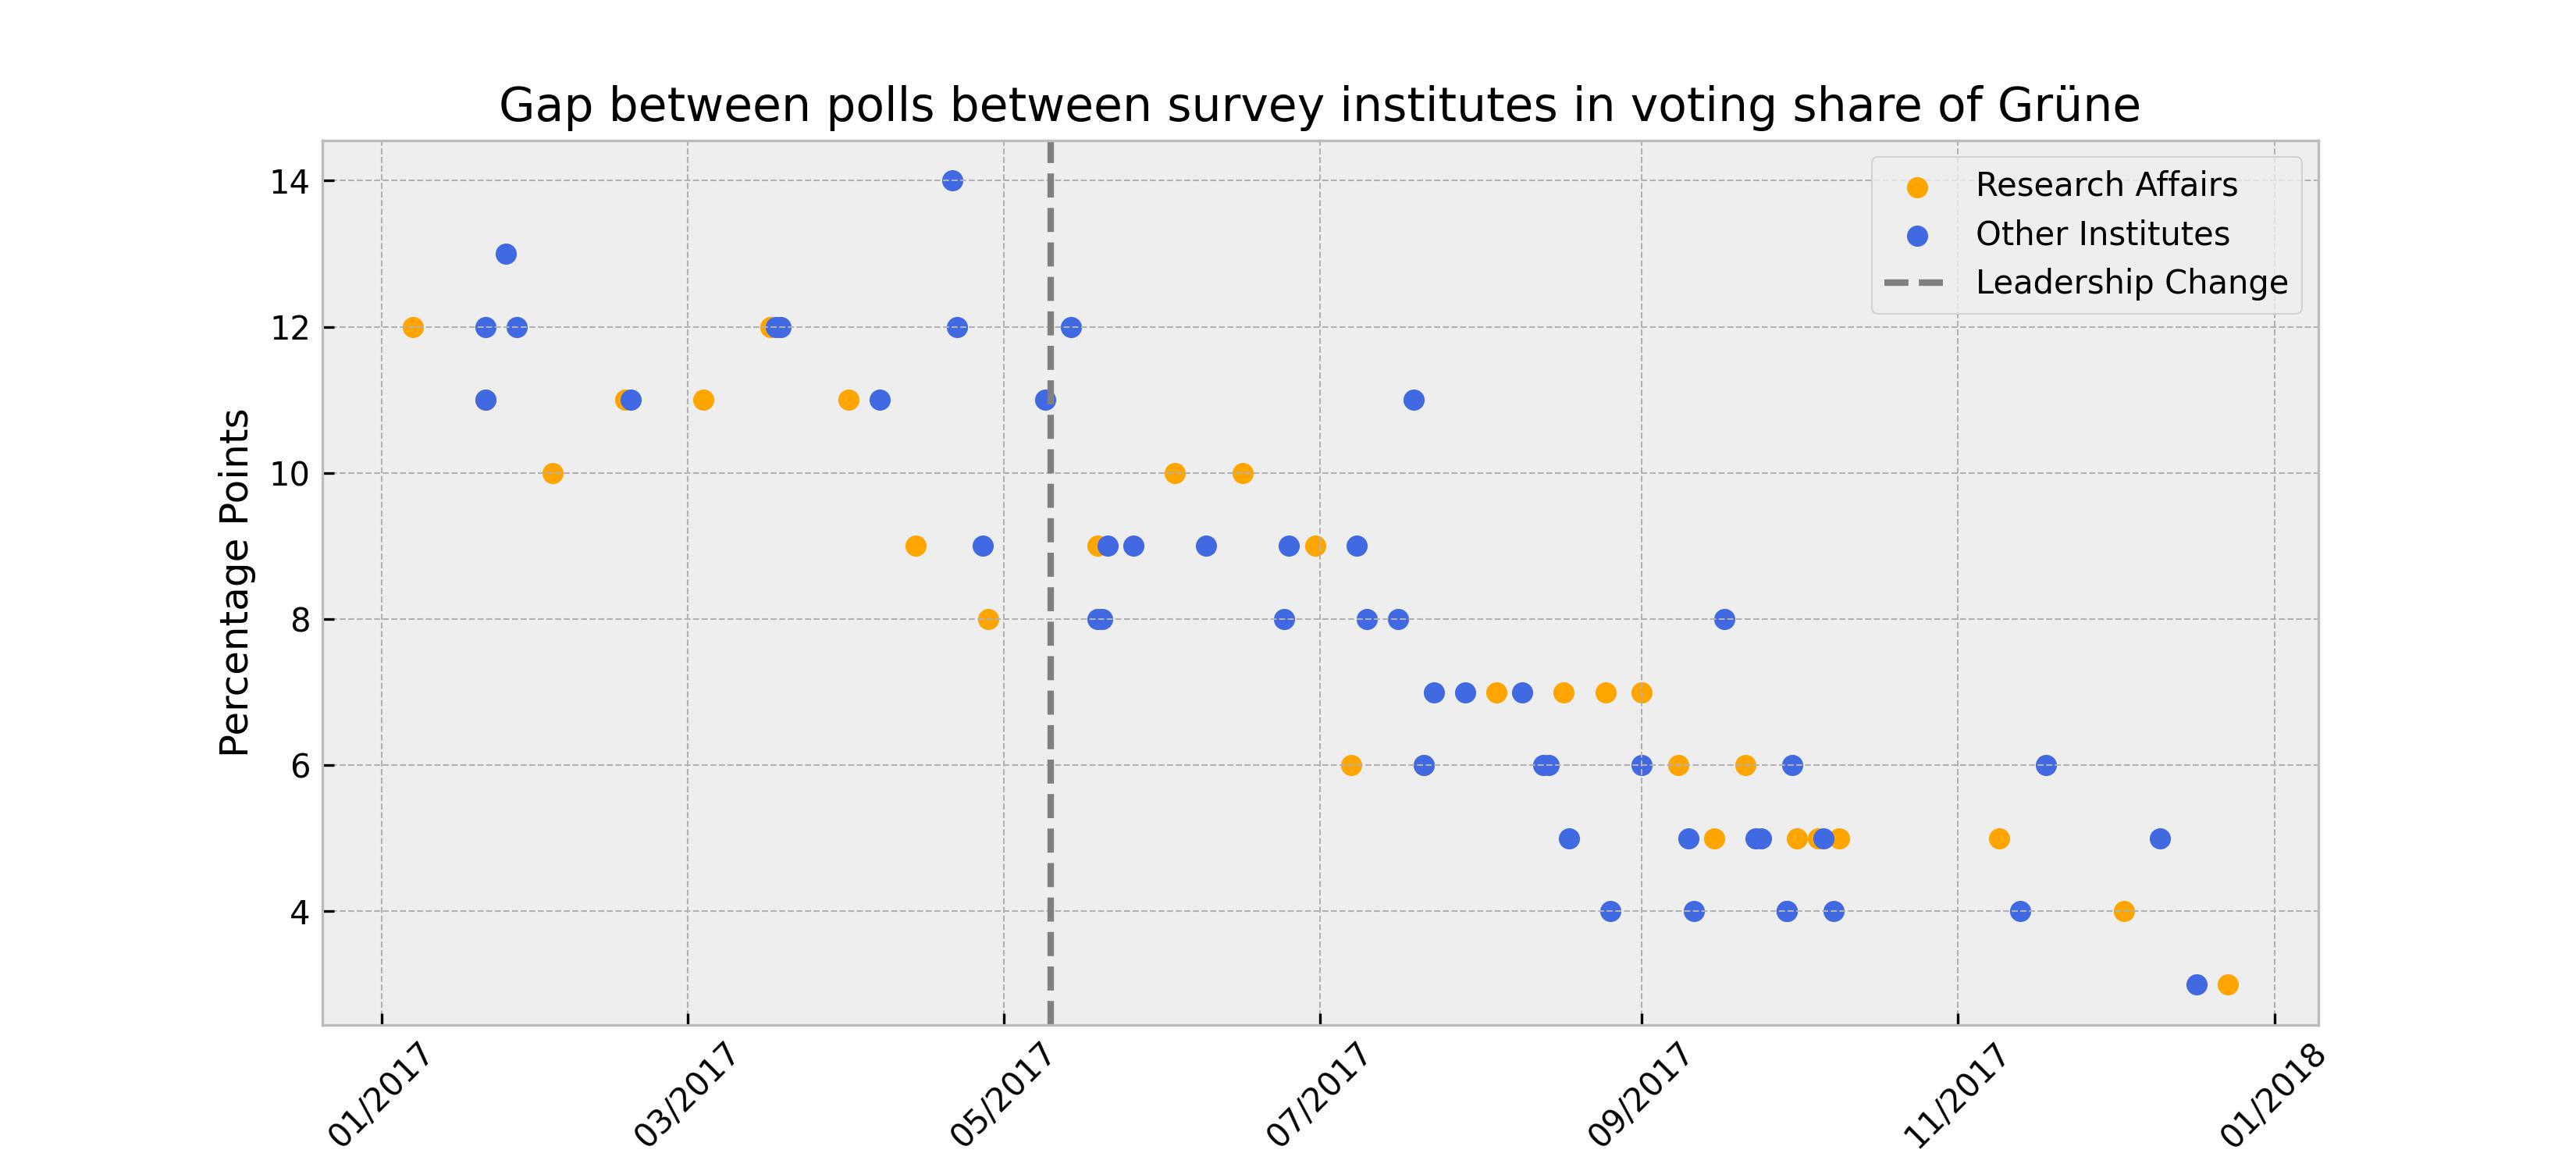 Gap between polls between survey institutes in voting share of Grüne
Percentage Points
14
12
10
8
6
4
Research Affairs
Other Institutes
Leadership Change
01/2017
03/2017
05/2017
07/2017
09/2017
11/2017
01/2018